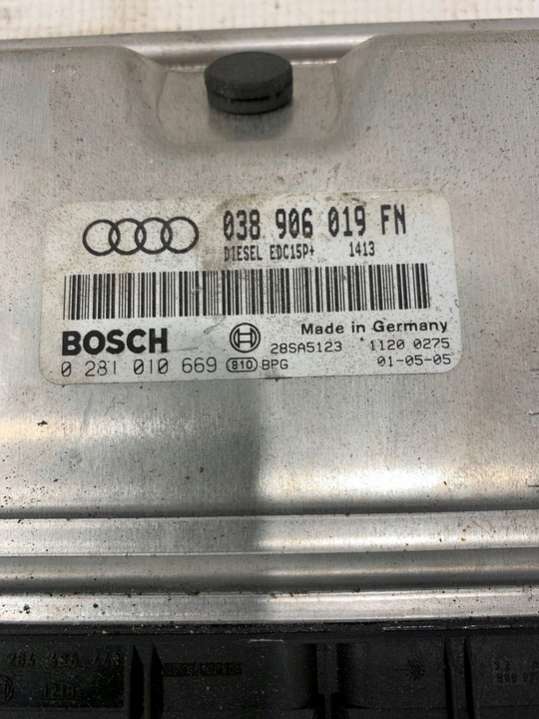 038 906 019 FN
DIESEL EDC15P+ 1413
BOSCH Made in Germany
28SA5123 *1120 0275
0 281 010 669 810 BPG 01-05-05